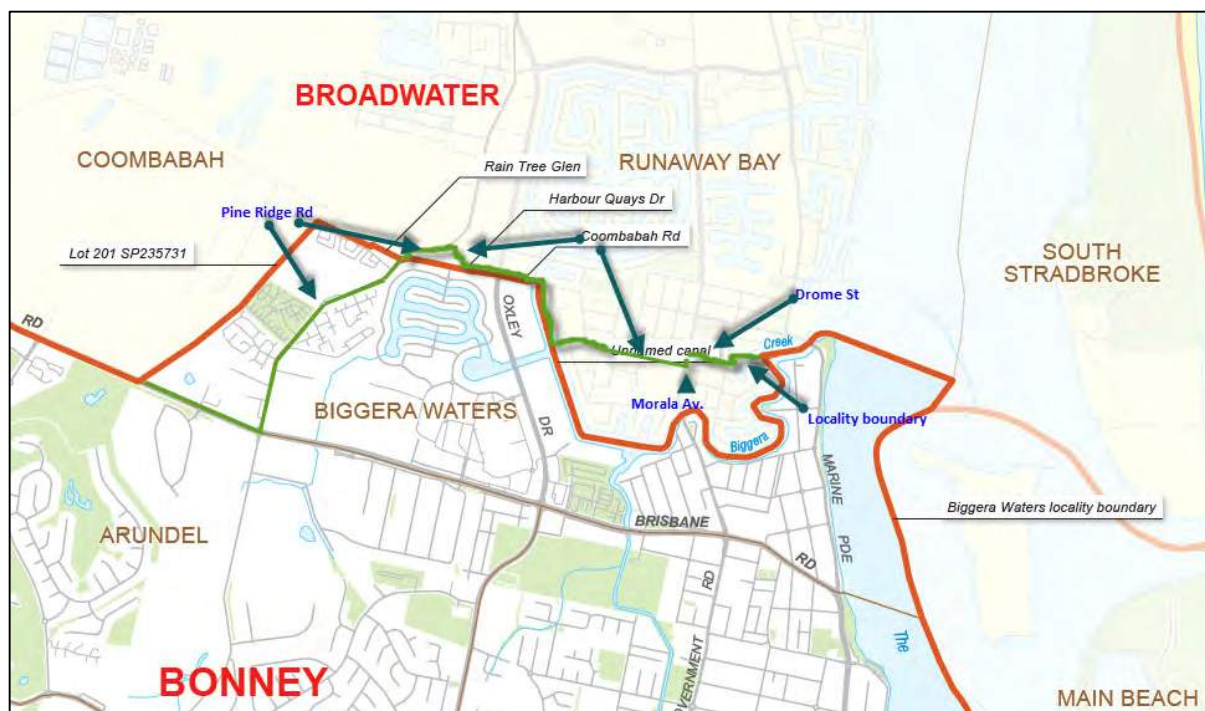 BROADWATER
COOMBABAH
Rain Tree Glen
RUNAWAY BAY
Harbour Quays Dr
Pine Ridge Rd
Coombabah Rd
Lot 201 SP235731
SOUTH
STRADBROKE
Drome St
RD
OXLEY
Creek
Unnamed canal
Morala Av.
BIGGERA WATERS
DR
Locality boundary
Biggera
MARINE
Biggera Waters locality boundary
ARUNDEL
BRISBANE
RD
PDE
RD
The
GOVERNMENT
BONNEY
MAIN BEACH